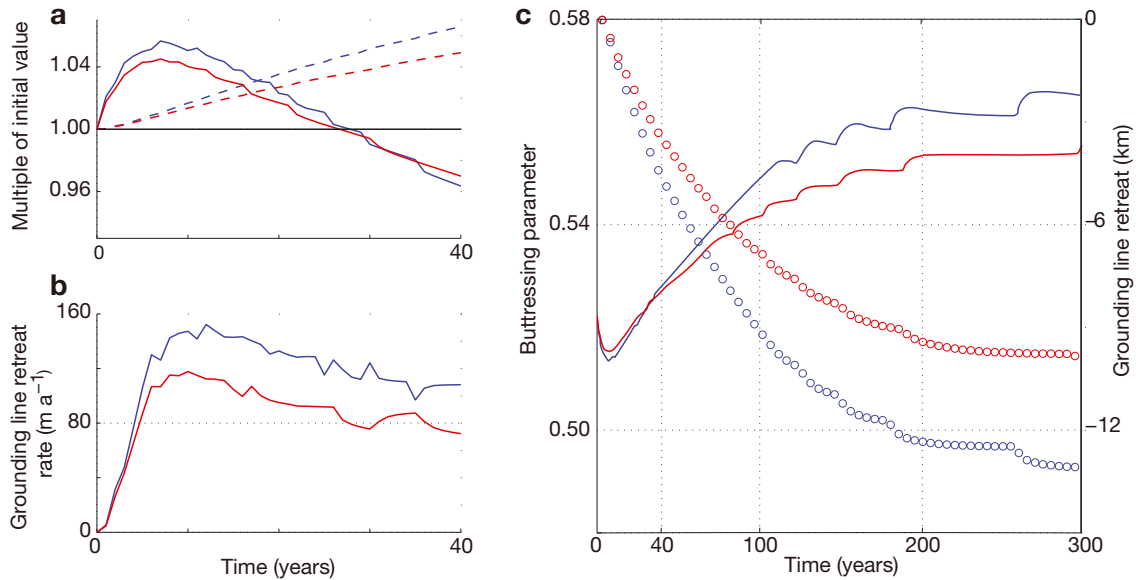 a
Multiple of initial value
1.04
1.00
0.96
0
40
b
Grounding line retreat
rate (m a⁻¹)
160
80
0
0
40
Time (years)
c
Buttressing parameter
0.58
0.54
0.50
0
40
100
200
300
Time (years)
0
−6
−12
Grounding line retreat (km)